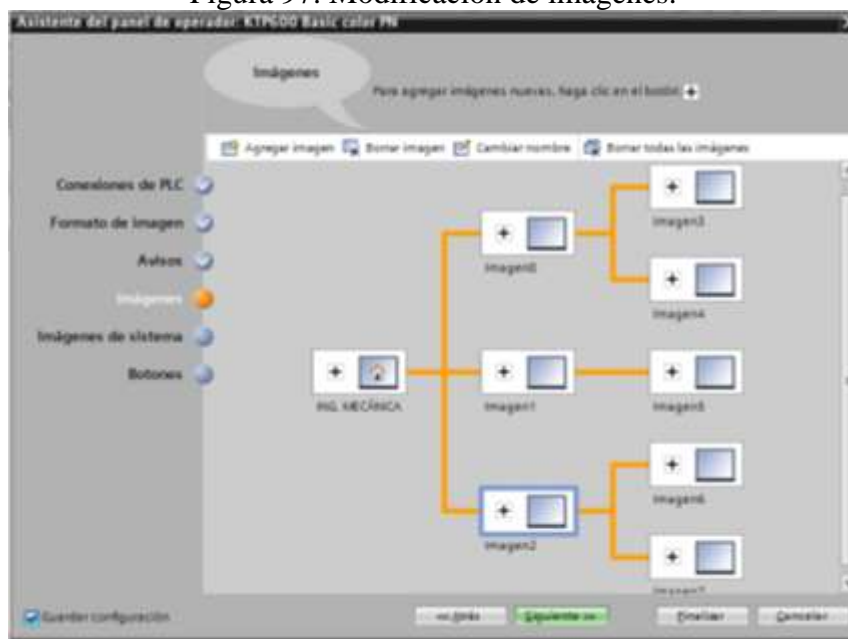 Figura 97. Modificación de imágenes.
Asistente del panel de operador: KTP600 Basic color PN
Imágenes
Para agregar imágenes nuevas, haga clic en el botón +
Agregar imagen Borrar imagen Cambiar nombre Borrar todas las imágenes
Conexiones de PLC
Formato de imagen
Avisos
Imágenes
Imágenes de sistema
Botones
ING. MECÁNICA
Imagen0
Imagen1
Imagen2
Imagen3
Imagen4
Imagen5
Imagen6
Imagen7
Guardar configuración
<< Atrás
Siguiente >>
Finalizar
Cancelar